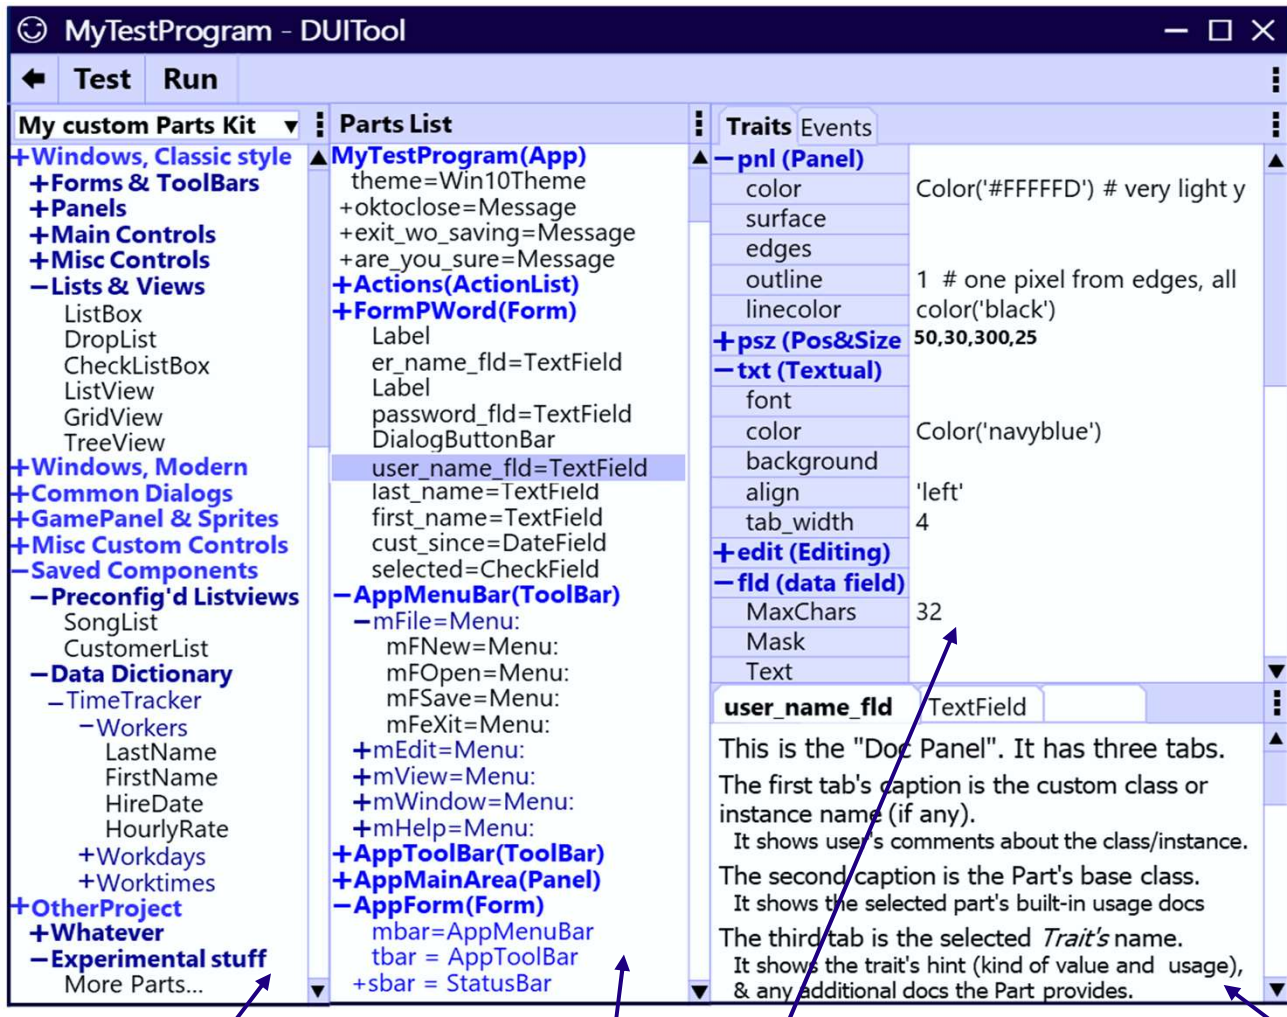 MyTestProgram - DUITool
Test Run
My custom Parts Kit ▼
+Windows, Classic style
+Forms & ToolBars
+Panels
+Main Controls
+Misc Controls
−Lists & Views
ListBox
DropList
CheckListBox
ListView
GridView
TreeView
+Windows, Modern
+Common Dialogs
+GamePanel & Sprites
+Misc Custom Controls
−Saved Components
−Preconfig'd Listviews
SongList
CustomerList
−Data Dictionary
−TimeTracker
−Workers
LastName
FirstName
HireDate
HourlyRate
+Workdays
+Worktimes
+OtherProject
+Whatever
−Experimental stuff
More Parts...
Parts List
MyTestProgram(App)
theme=Win10Theme
+oktoclose=Message
+exit_wo_saving=Message
+are_you_sure=Message
+Actions(ActionList)
+FormPWord(Form)
Label
er_name_fld=TextField
Label
password_fld=TextField
DialogButtonBar
user_name_fld=TextField
last_name=TextField
first_name=TextField
cust_since=DateField
selected=CheckField
−AppMenuBar(ToolBar)
−mFile=Menu:
mFNew=Menu:
mFOpen=Menu:
mFSave=Menu:
mFeXit=Menu:
+mEdit=Menu:
+mView=Menu:
+mWindow=Menu:
+mHelp=Menu:
+AppToolBar(ToolBar)
+AppMainArea(Panel)
−AppForm(Form)
mbar=AppMenuBar
tbar = AppToolBar
+sbar = StatusBar
Traits Events
−pnl (Panel)
color Color('#FFFFFD') # very light y
surface
edges
outline 1 # one pixel from edges, all
linecolor color('black')
+psz (Pos&Size 50,30,300,25
−txt (Textual)
font
color Color('navyblue')
background
align 'left'
tab_width 4
+edit (Editing)
−fld (data field)
MaxChars 32
Mask
Text
user_name_fld TextField
This is the "Doc Panel". It has three tabs.
The first tab's caption is the custom class or
instance name (if any).
It shows user's comments about the class/instance.
The second caption is the Part's base class.
It shows the selected part's built-in usage docs
The third tab is the selected Trait's name.
It shows the trait's hint (kind of value and usage),
& any additional docs the Part provides.